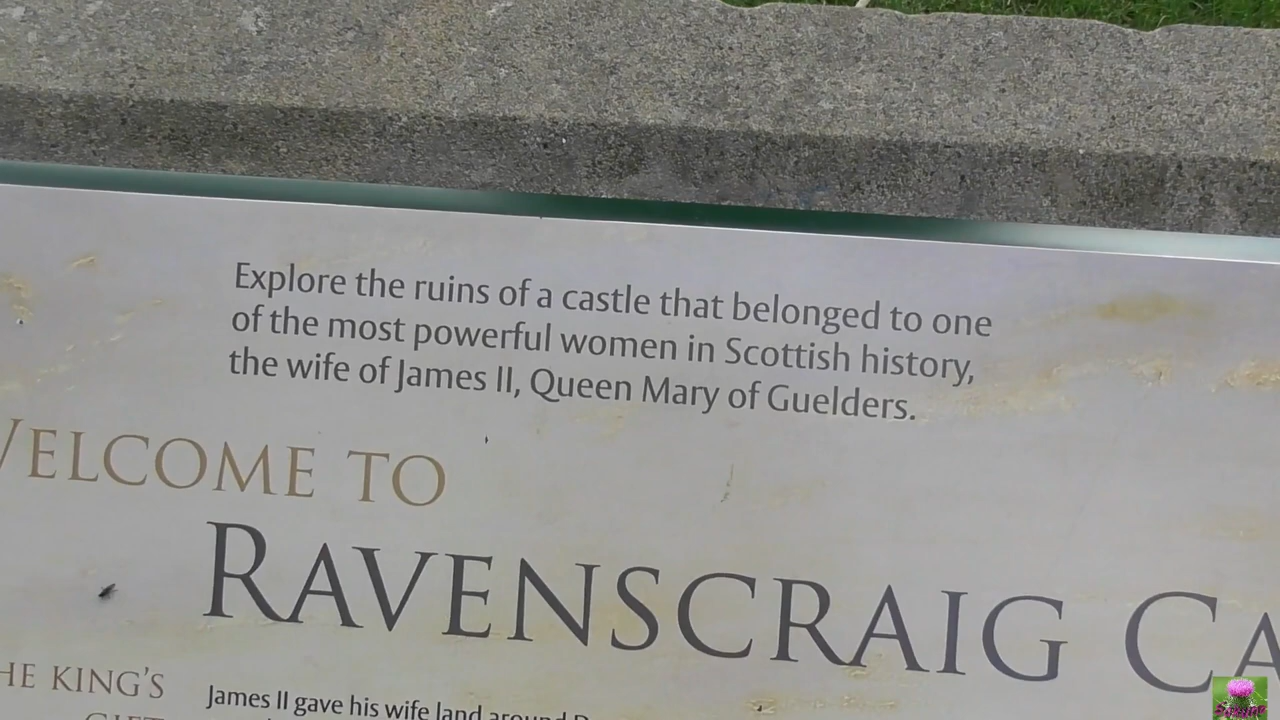 Explore the ruins of a castle that belonged to one
of the most powerful women in Scottish history,
the wife of James II, Queen Mary of Guelders.
WELCOME TO
RAVENSCRAIG CA
HE KING'S
James II gave his wife land around